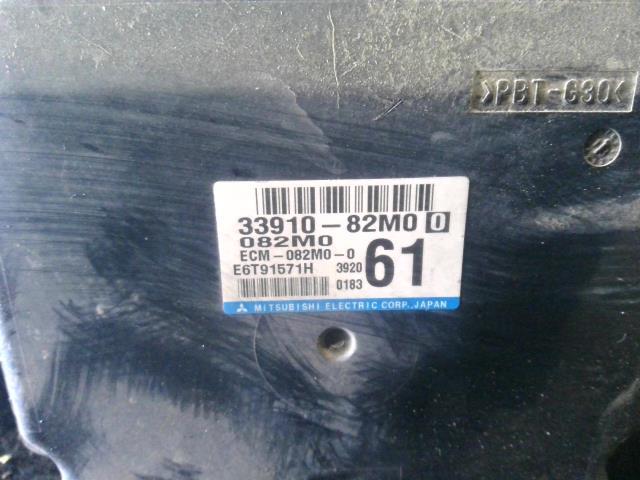 >PBT-G30<
33910-82M0 0
082M0
ECM-082M0-0
E6T91571H 3920
0183
61
MITSUBISHI ELECTRIC CORP., JAPAN